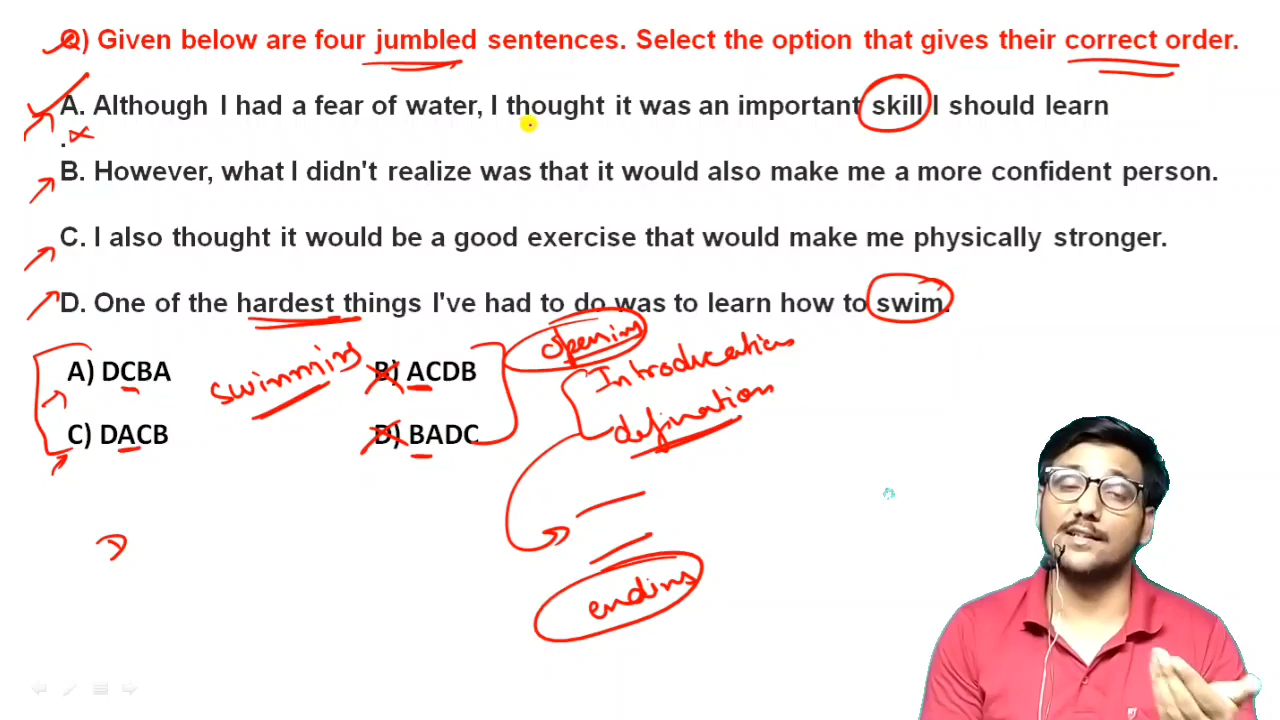 Q) Given below are four jumbled sentences. Select the option that gives their correct order.
A. Although I had a fear of water, I thought it was an important skill I should learn
.
B. However, what I didn't realize was that it would also make me a more confident person.
C. I also thought it would be a good exercise that would make me physically stronger.
D. One of the hardest things I've had to do was to learn how to swim.
opening
A) DCBA swimming B) ACDB Introducation
C) DACB D) BADC defination
D
ending